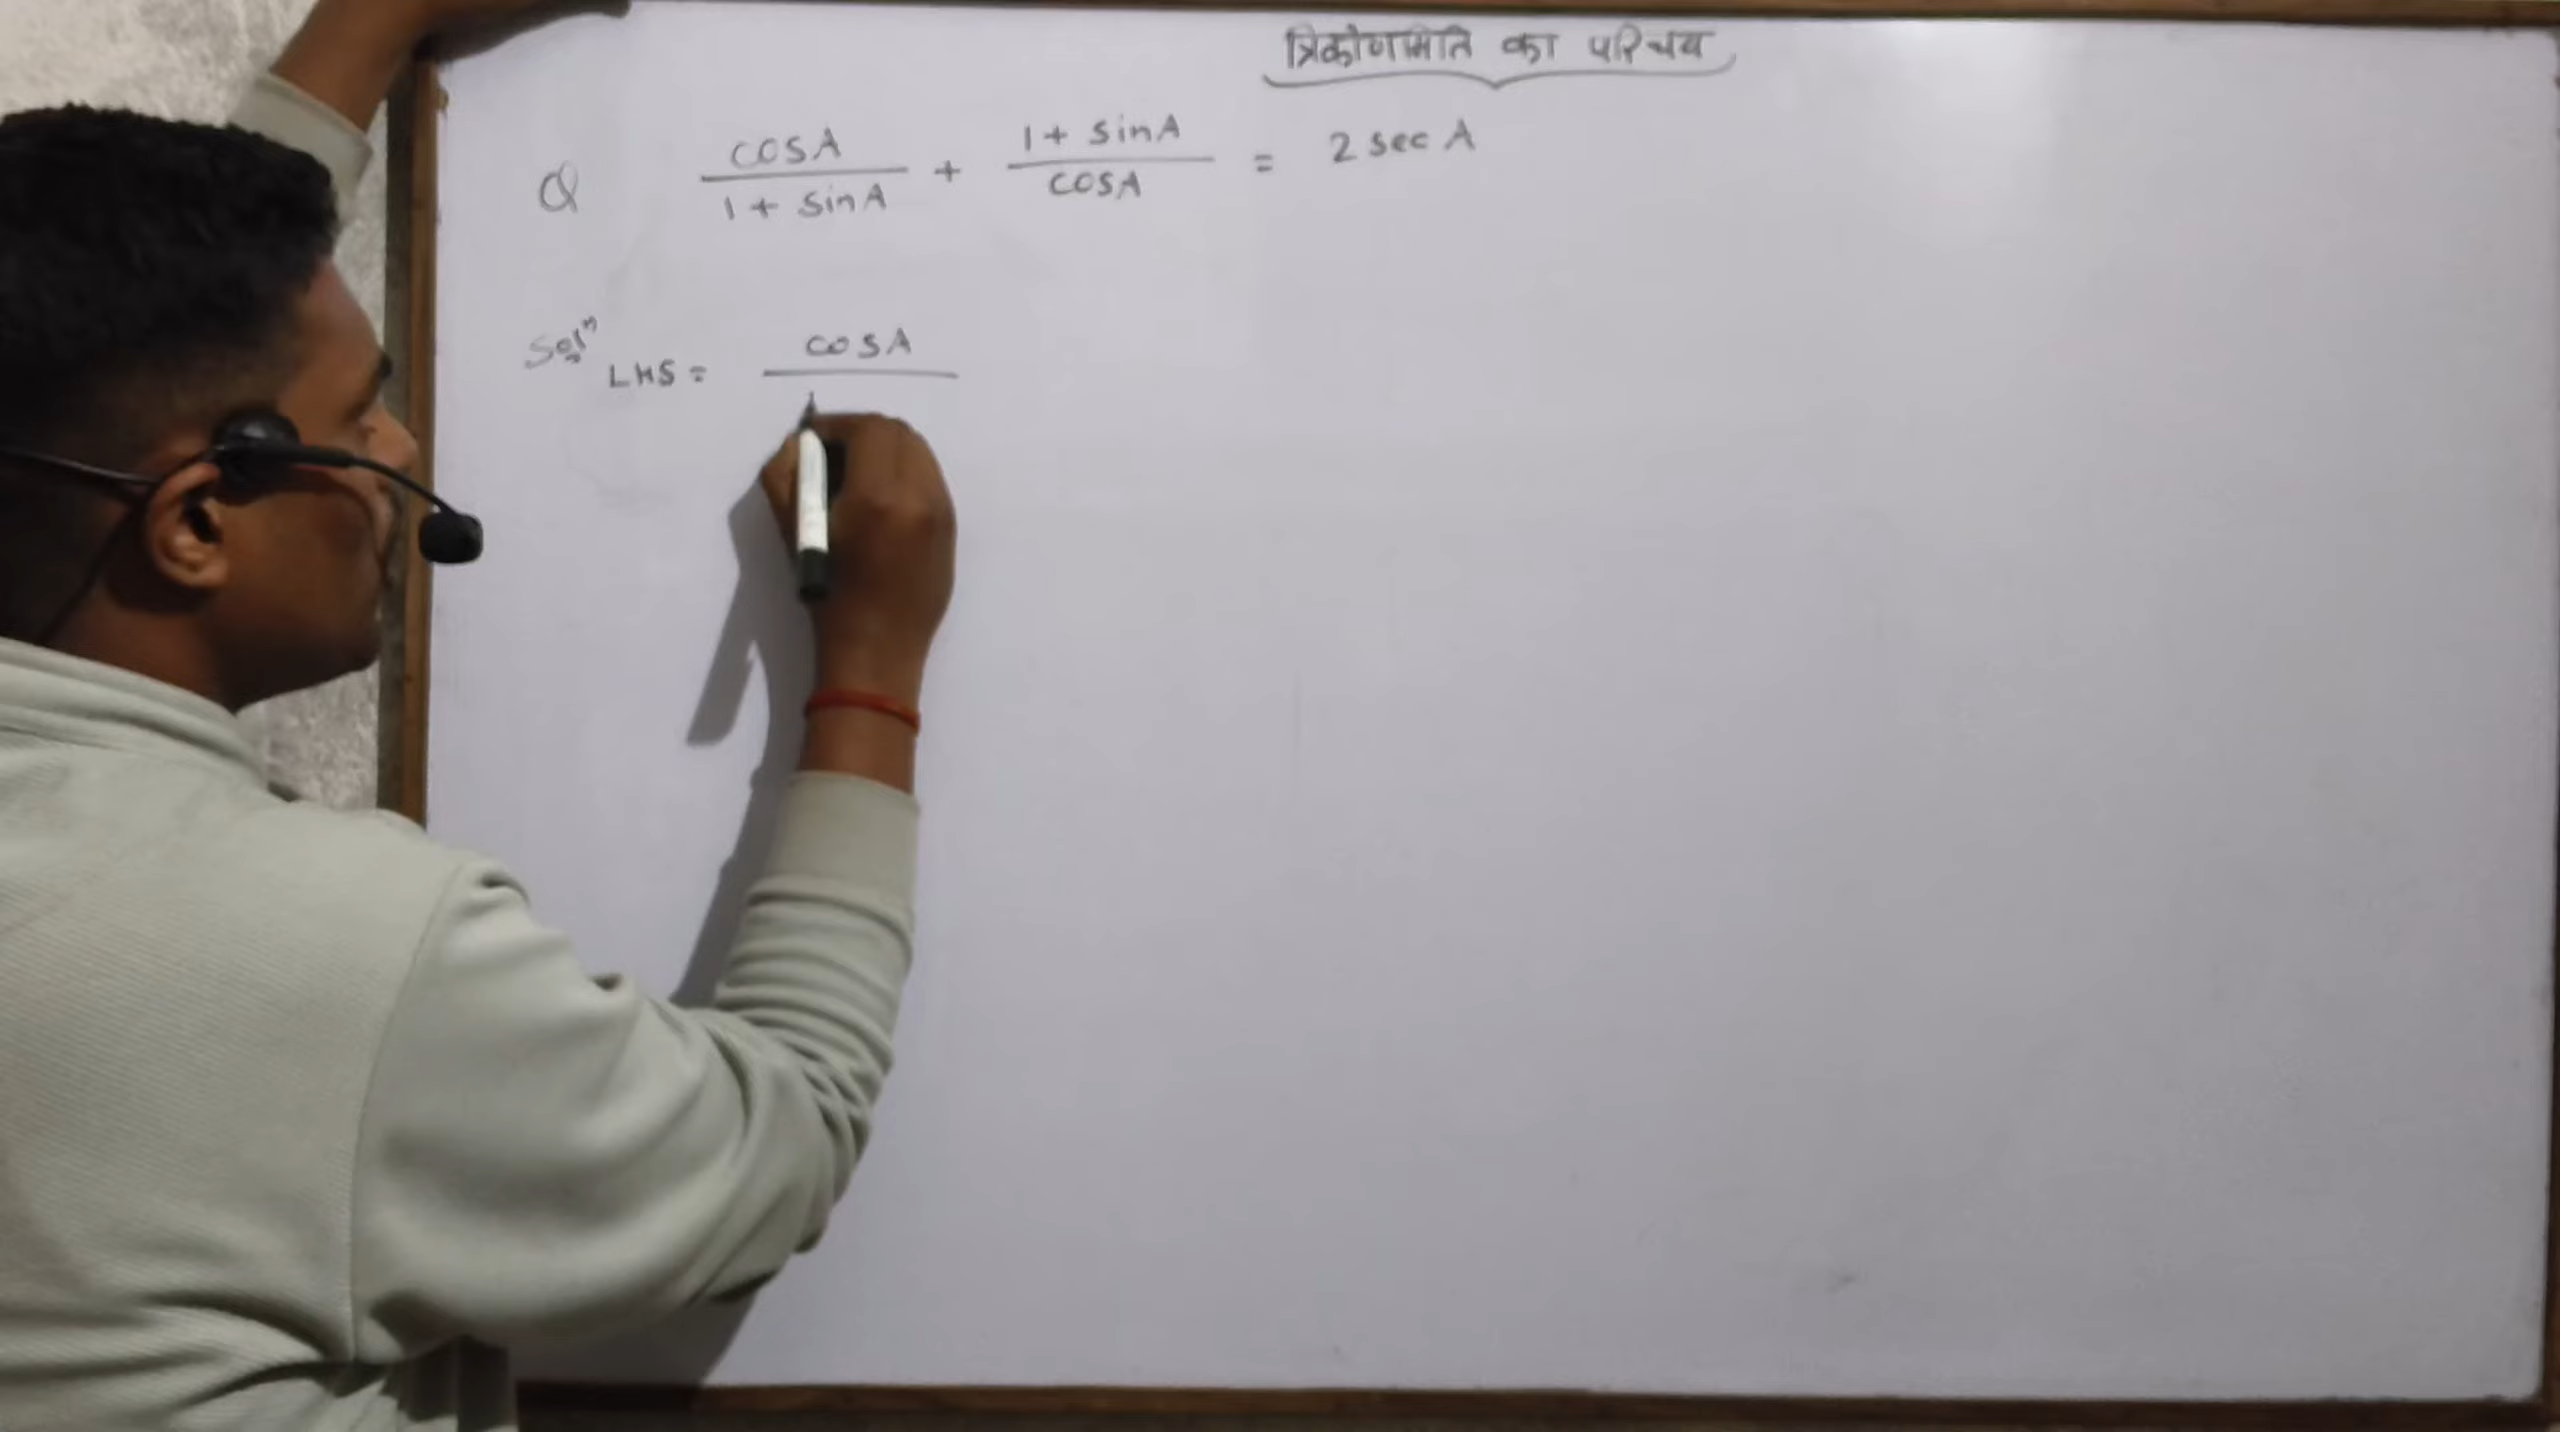 त्रिकोणमिति का परिचय
Q cosA / 1 + sinA + 1 + sinA / cosA = 2 sec A
Solⁿ LHS = cosA